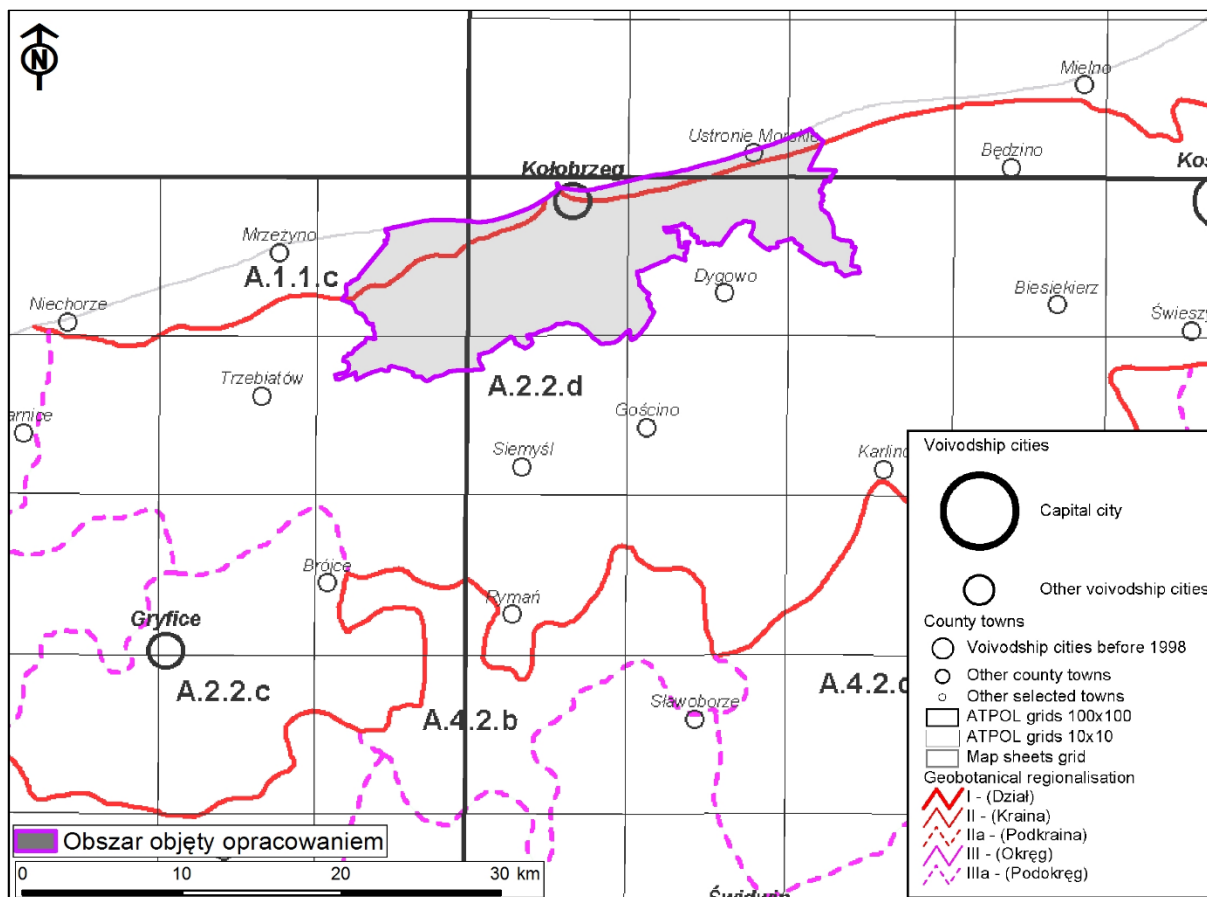 N
Mielno
Ustronie Morskie
Będzino
Kołobrzeg
Mrzeżyno
A.1.1.c
Dygowo
Biesiekierz
Niechorze
Trzebiatów
A.2.2.d
Gościno
Siemyśl
Karlino
Brójce
Rymań
Gryfice
A.2.2.c
A.4.2.b
Sławoborze
Voivodship cities
Capital city
Other voivodship cities
County towns
Voivodship cities before 1998
Other county towns
Other selected towns
ATPOL grids 100x100
ATPOL grids 10x10
Map sheets grid
Geobotanical regionalisation
I - (Dział)
II - (Kraina)
IIa - (Podkraina)
III - (Okręg)
IIIa - (Podokręg)
Obszar objęty opracowaniem
0 10 20 30 km